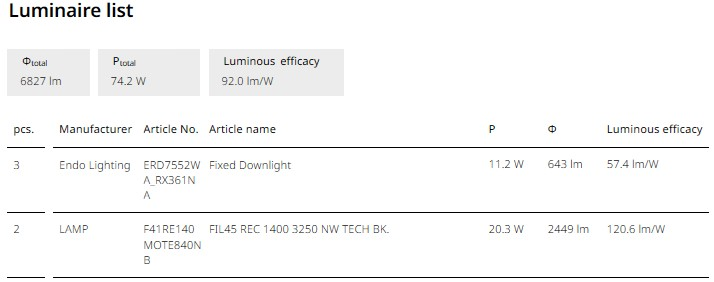 Luminaire list
Φtotal
6827 lm
Ptotal
74.2 W
Luminous efficacy
92.0 lm/W
pcs. Manufacturer Article No. Article name P Φ Luminous efficacy
3 Endo Lighting ERD7552W Fixed Downlight 11.2 W 643 lm 57.4 lm/W
A_RX361N
A
2 LAMP F41RE140 FIL45 REC 1400 3250 NW TECH BK. 20.3 W 2449 lm 120.6 lm/W
MOTE840N
B